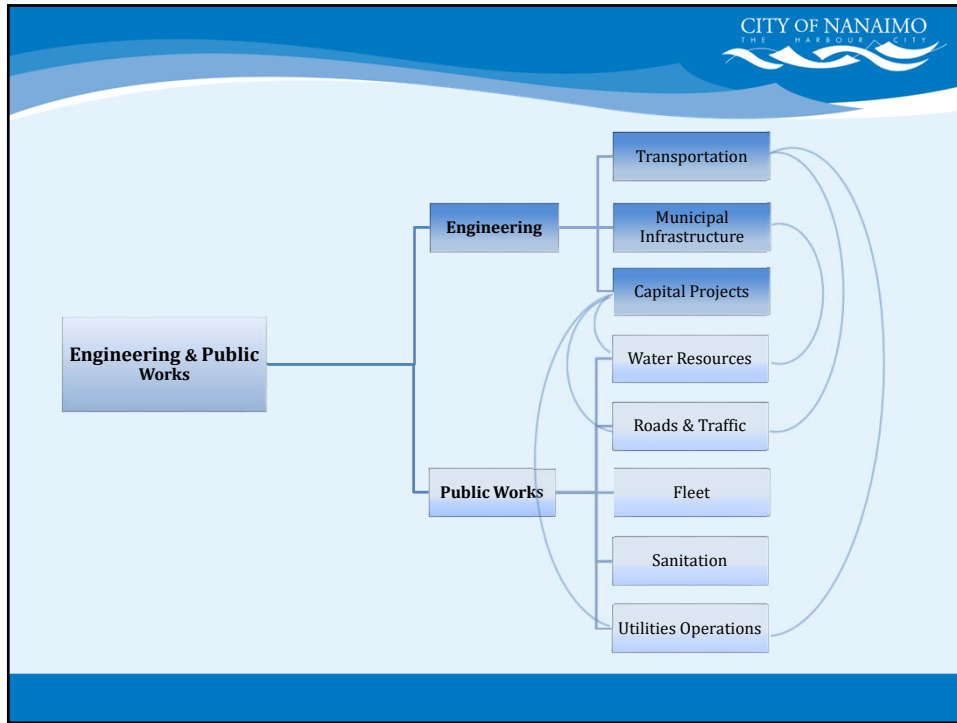 CITY OF NANAIMO
THE HARBOUR CITY
Transportation
Engineering
Municipal
Infrastructure
Capital Projects
Engineering & Public
Works
Water Resources
Roads & Traffic
Public Works
Fleet
Sanitation
Utilities Operations